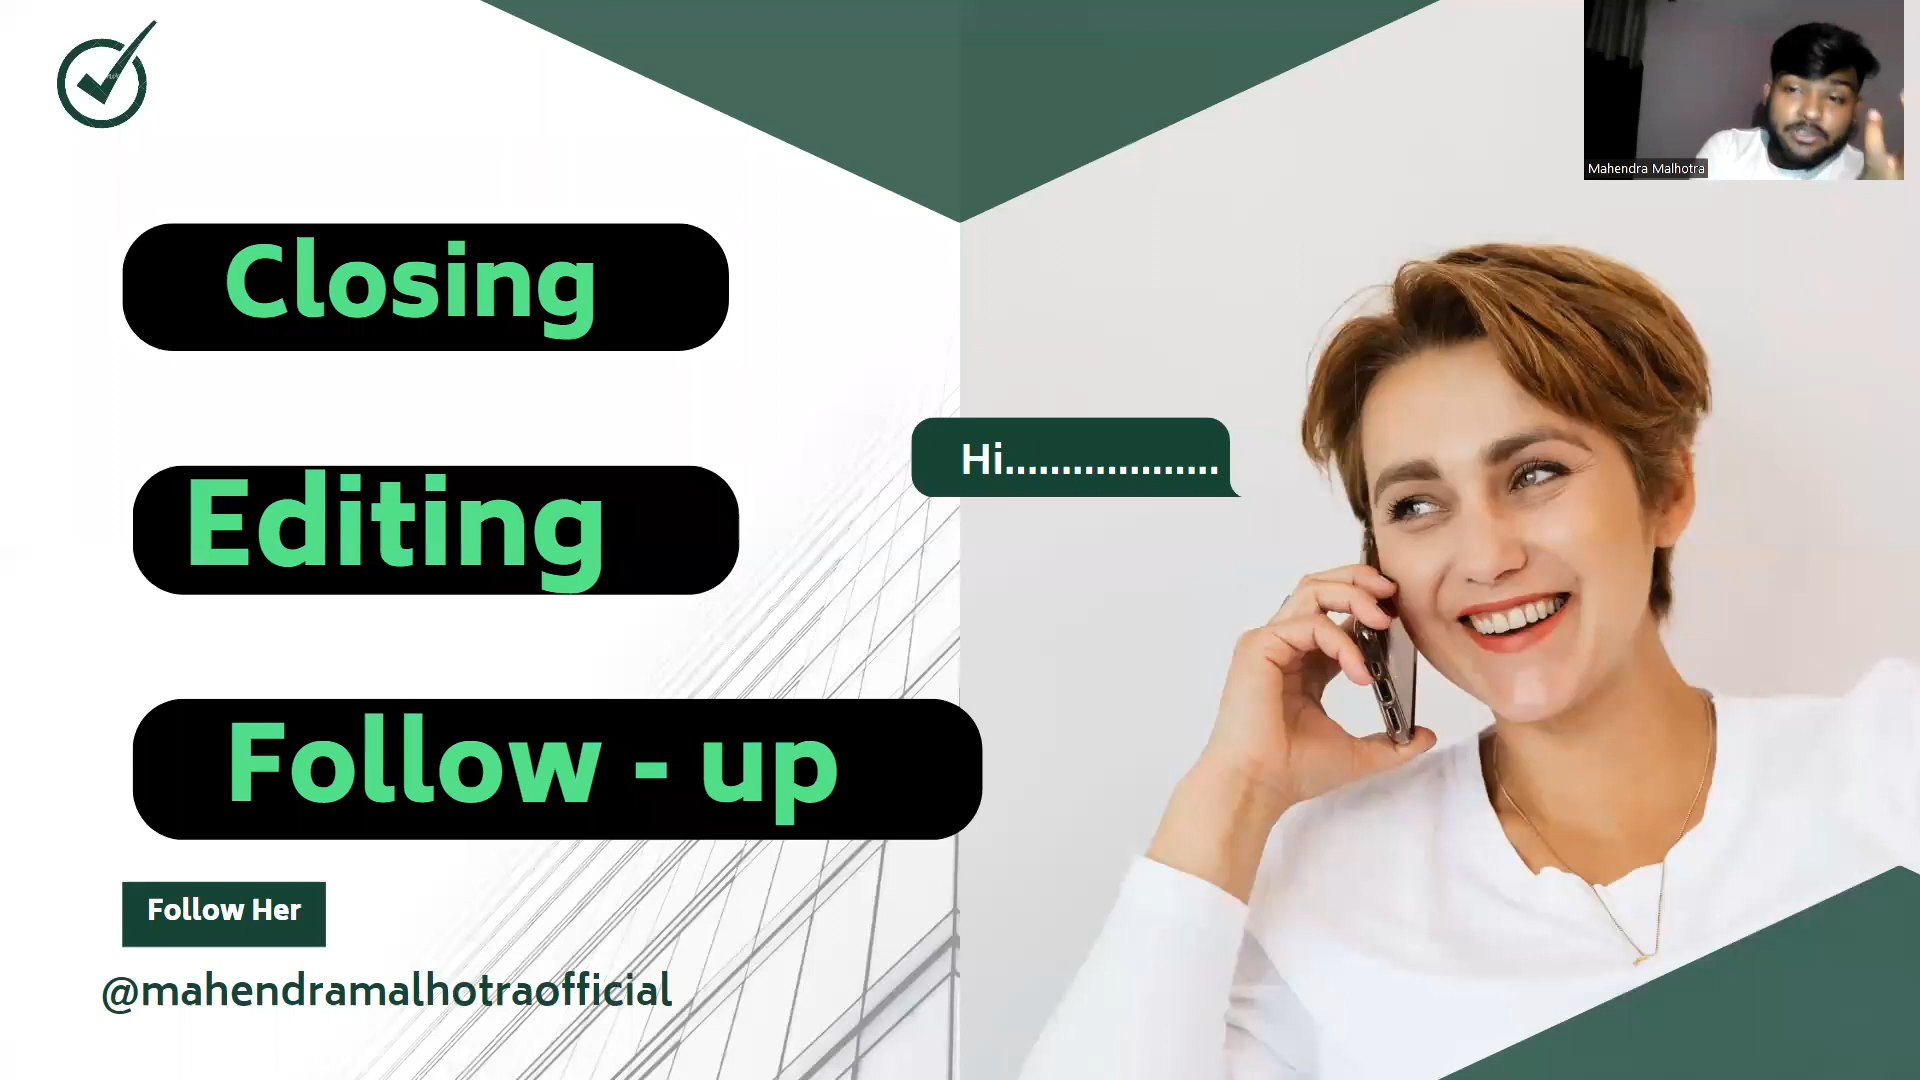 Mahendra Malhotra
Closing
Hi...................
Editing
Follow - up
Follow Her
@mahendramalhotraofficial